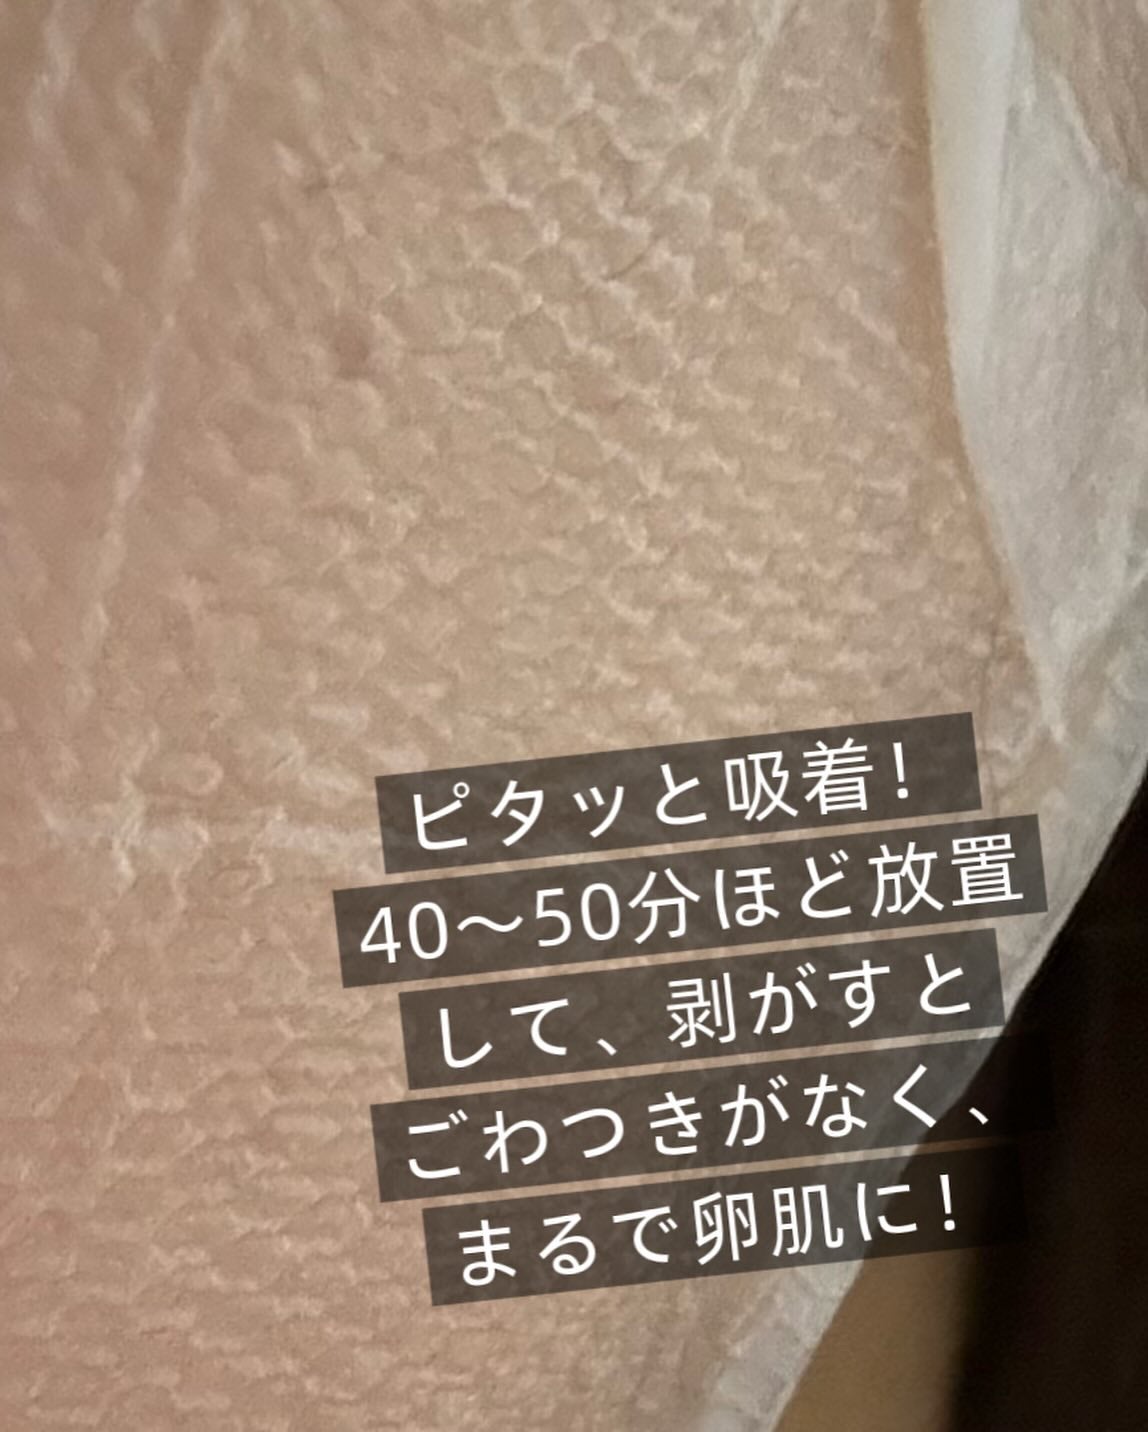 ピタッと吸着!
40〜50分ほど放置
して、剥がすと
ごわつきがなく、
まるで卵肌に!